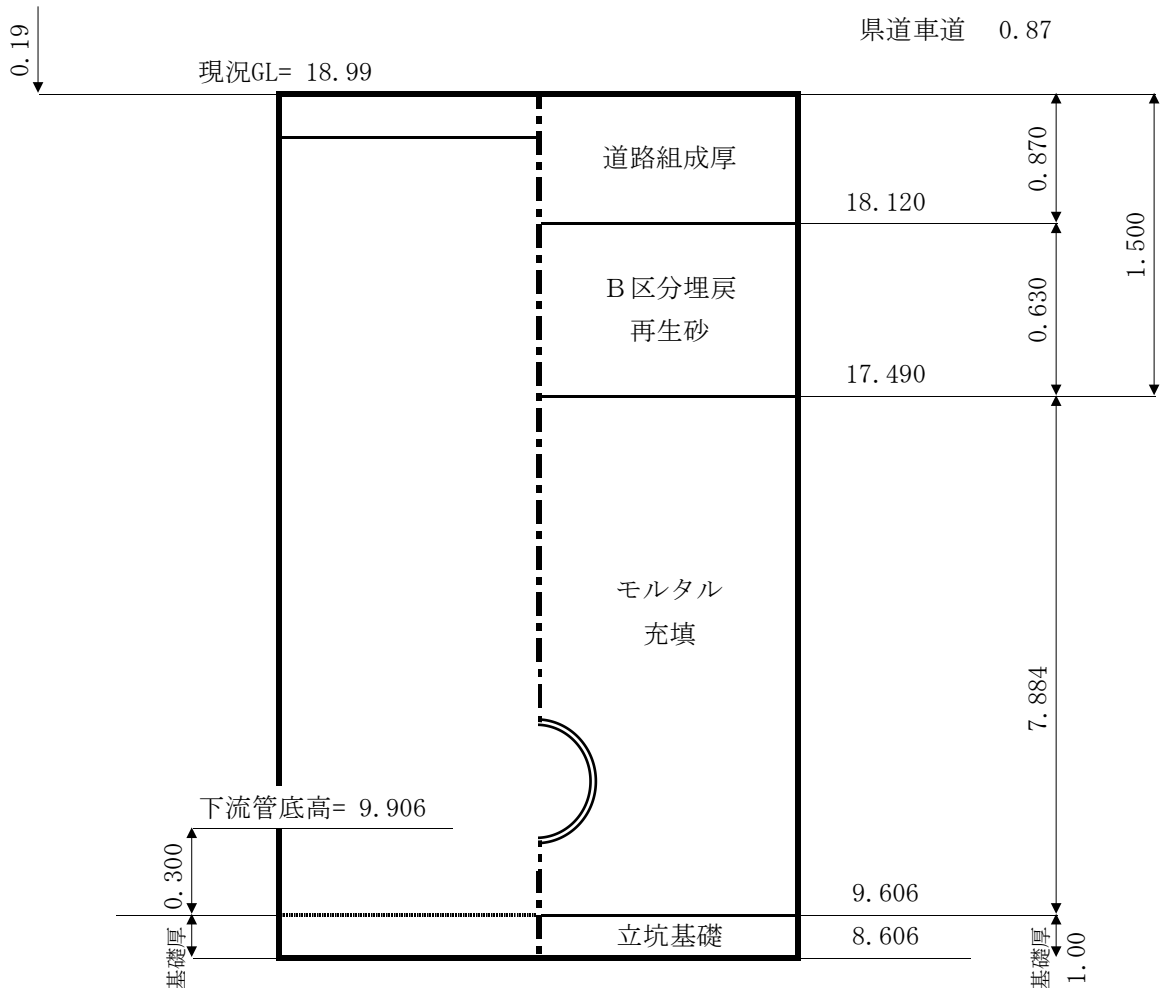 県道車道 0.87
0.19
現況GL= 18.99
道路組成厚
0.870
18.120
1.500
B区分埋戻
再生砂
0.630
17.490
モルタル
充填
7.884
下流管底高= 9.906
0.300
9.606
基礎厚
立坑基礎
8.606
基礎厚
1.00